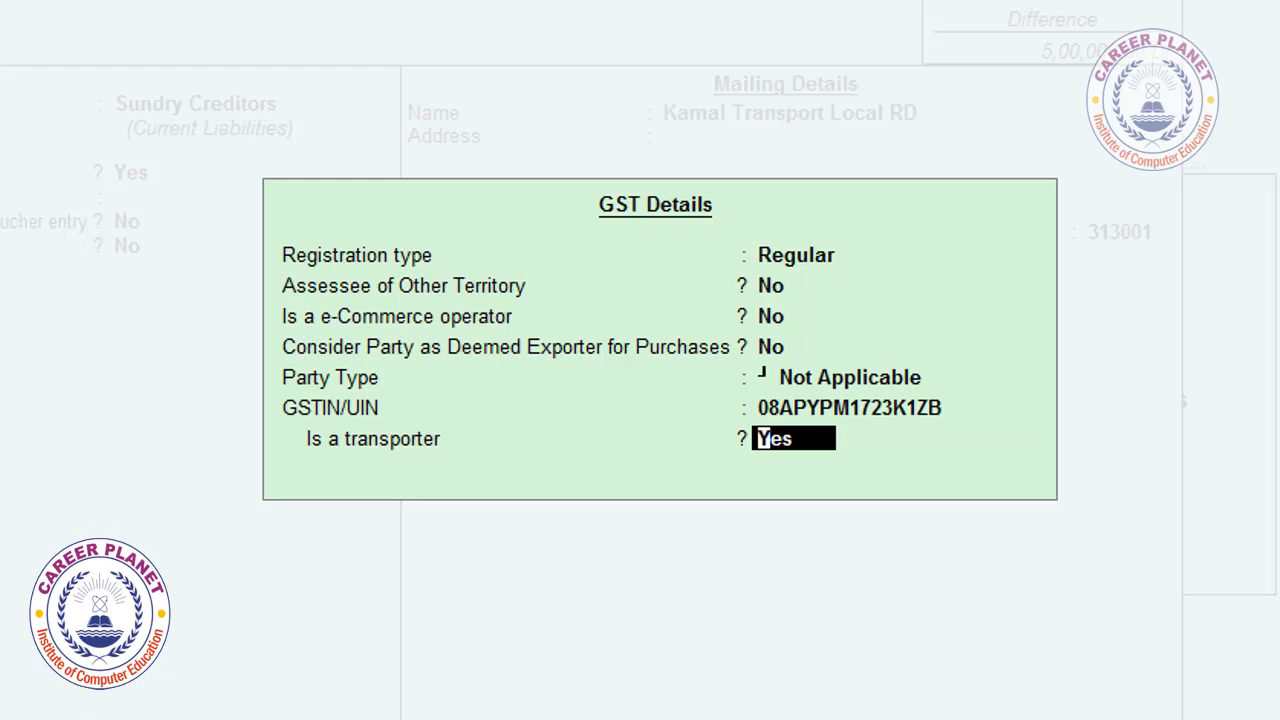 Difference
5,00,00
Mailing Details
: Sundry Creditors
(Current Liabilities)
Name : Kamal Transport Local RD
Address :
? Yes
:
ucher entry ? No
? No
: 313001
GST Details
Registration type : Regular
Assessee of Other Territory ? No
Is a e-Commerce operator ? No
Consider Party as Deemed Exporter for Purchases ? No
Party Type : ┘ Not Applicable
GSTIN/UIN : 08APYPM1723K1ZB
Is a transporter ? Yes
CAREER PLANET
Institute of Computer Education
CAREER PLANET
Institute of Computer Education